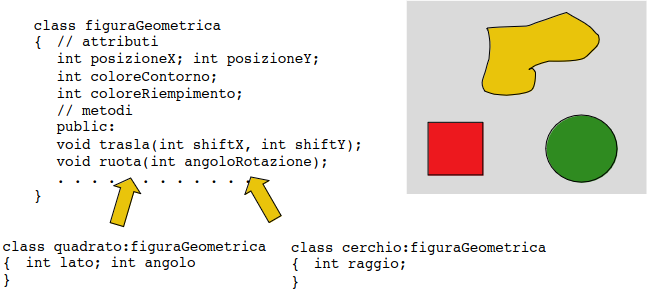 class figuraGeometrica
{  // attributi
int posizioneX; int posizioneY;
int coloreContorno;
int coloreRiempimento;
// metodi
public:
void trasla(int shiftX, int shiftY);
void ruota(int angoloRotazione);
. . . . . . . . . . . .
}
class quadrato:figuraGeometrica
{  int lato; int angolo
}
class cerchio:figuraGeometrica
{  int raggio;
}